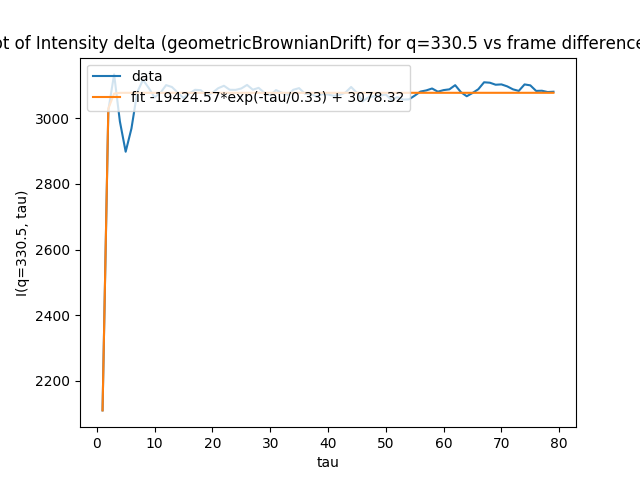 of Intensity delta (geometricBrownianDrift) for q=330.5 vs frame difference
data
fit -19424.57*exp(-tau/0.33) + 3078.32
I(q=330.5, tau)
3000
2800
2600
2400
2200
0 10 20 30 40 50 60 70 80
tau